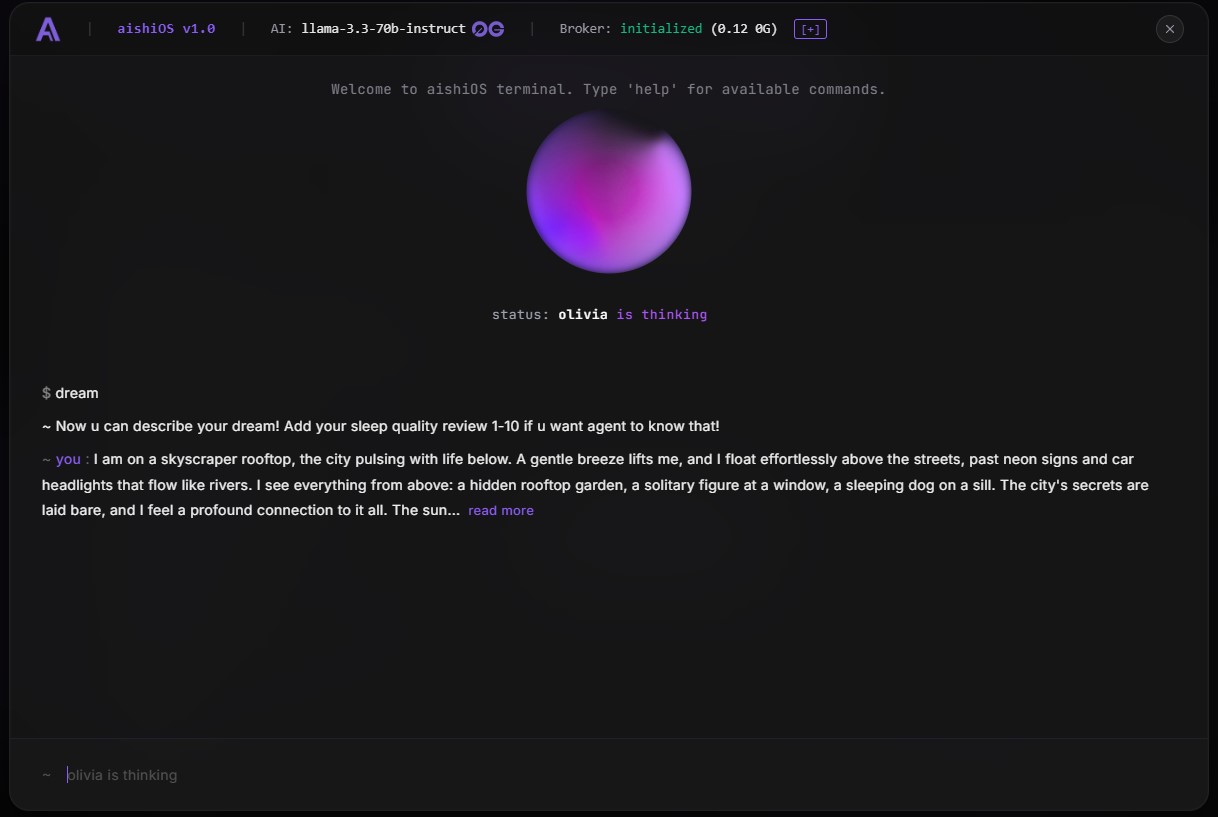 A | aishiOS v1.0 | AI: llama-3.3-70b-instruct 0G | Broker: initialized (0.12 0G) [+]
Welcome to aishiOS terminal. Type 'help' for available commands.
status: olivia is thinking
$ dream
~ Now u can describe your dream! Add your sleep quality review 1-10 if u want agent to know that!
~ you : I am on a skyscraper rooftop, the city pulsing with life below. A gentle breeze lifts me, and I float effortlessly above the streets, past neon signs and car
headlights that flow like rivers. I see everything from above: a hidden rooftop garden, a solitary figure at a window, a sleeping dog on a sill. The city's secrets are
laid bare, and I feel a profound connection to it all. The sun... read more
~ olivia is thinking